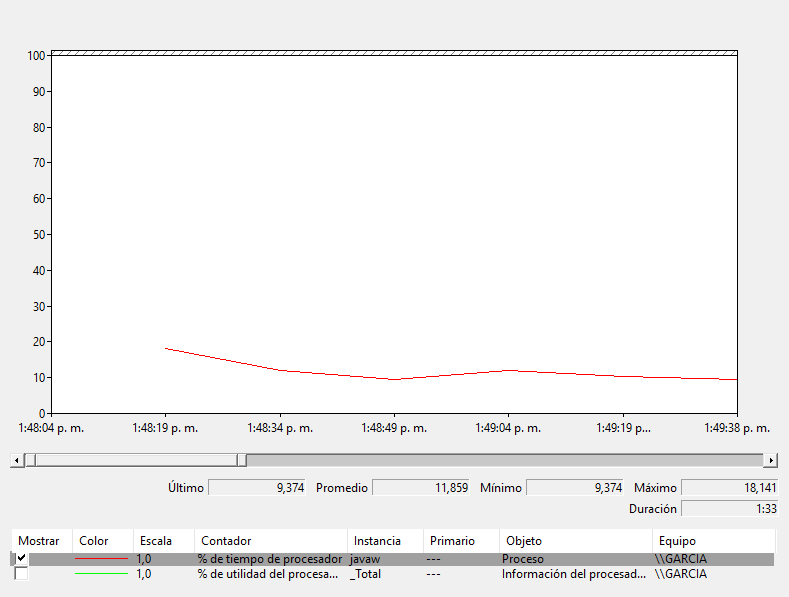 100
90
80
70
60
50
40
30
20
10
0
1:48:04 p. m. 1:48:19 p. m. 1:48:34 p. m. 1:48:49 p. m. 1:49:04 p. m. 1:49:19 p... 1:49:38 p. m.
Último 9,374 Promedio 11,859 Mínimo 9,374 Máximo 18,141
Duración 1:33
Mostrar Color Escala Contador Instancia Primario Objeto Equipo
1,0 % de tiempo de procesador javaw --- Proceso \\GARCIA
1,0 % de utilidad del procesa... _Total --- Información del procesad... \\GARCIA